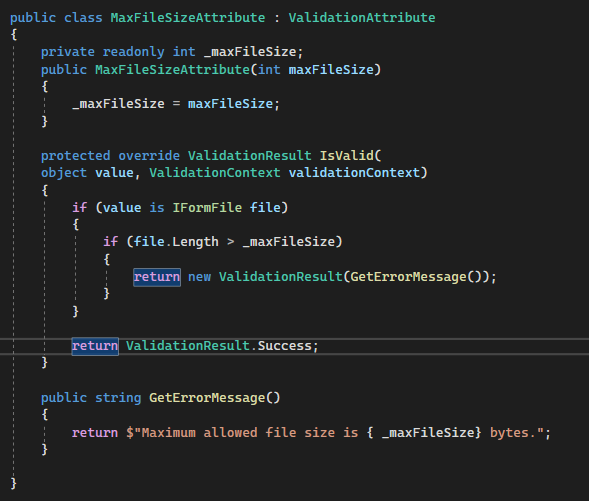 public class MaxFileSizeAttribute : ValidationAttribute
{
private readonly int _maxFileSize;
public MaxFileSizeAttribute(int maxFileSize)
{
_maxFileSize = maxFileSize;
}
protected override ValidationResult IsValid(
object value, ValidationContext validationContext)
{
if (value is IFormFile file)
{
if (file.Length > _maxFileSize)
{
return new ValidationResult(GetErrorMessage());
}
}
return ValidationResult.Success;
}
public string GetErrorMessage()
{
return $"Maximum allowed file size is { _maxFileSize} bytes.";
}
}